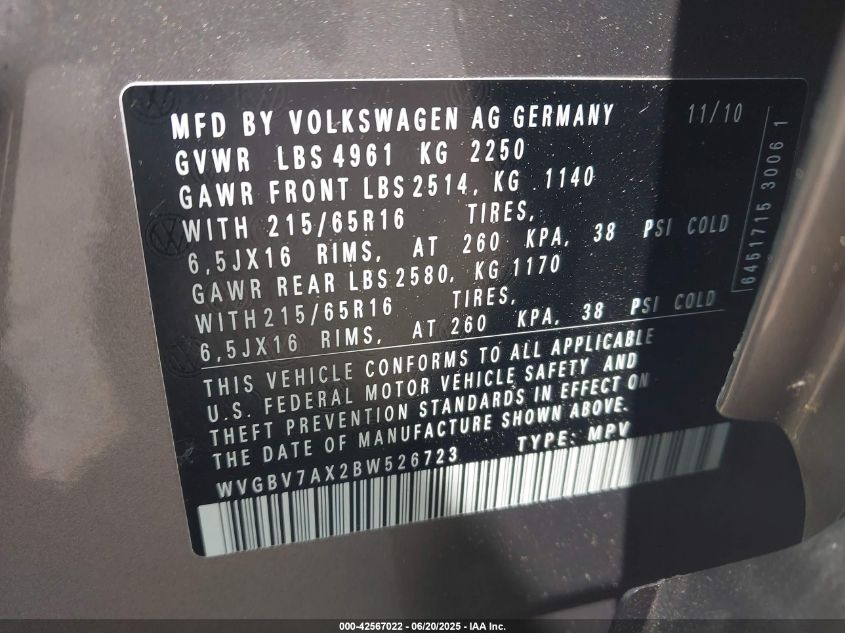 MFD BY VOLKSWAGEN AG GERMANY 11/10
GVWR LBS 4961 KG 2250
GAWR FRONT LBS 2514, KG 1140
WITH 215/65R16 TIRES,
6,5JX16 RIMS, AT 260 KPA, 38 PSI COLD
GAWR REAR LBS 2580, KG 1170
WITH 215/65R16 TIRES,
6,5JX16 RIMS, AT 260 KPA, 38 PSI COLD
THIS VEHICLE CONFORMS TO ALL APPLICABLE
U.S. FEDERAL MOTOR VEHICLE SAFETY AND
THEFT PREVENTION STANDARDS IN EFFECT ON
THE DATE OF MANUFACTURE SHOWN ABOVE.
WVGBV7AX2BW526723 TYPE: MPV
6451715 3006 1
000-42567022 - 06/20/2025 - IAA Inc.